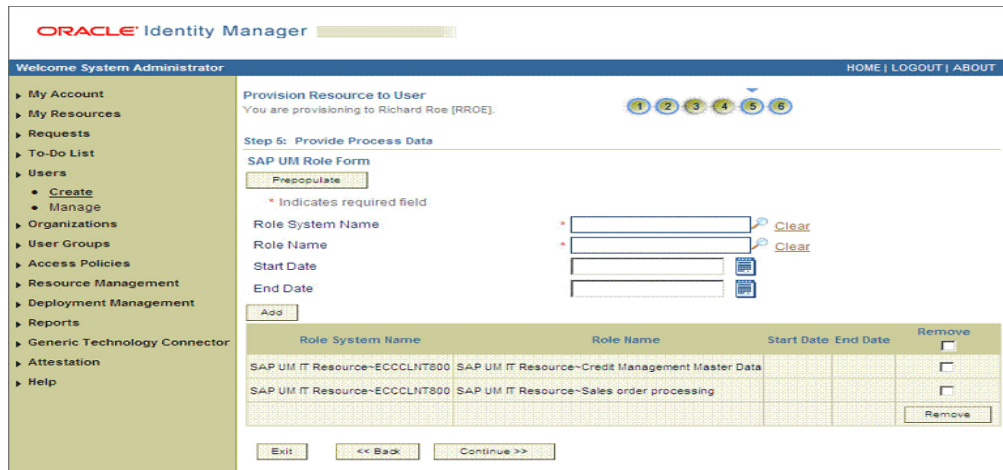 ORACLE Identity Manager
Welcome System Administrator
HOME | LOGOUT | ABOUT
My Account
My Resources
Requests
To-Do List
Users
Create
Manage
Organizations
User Groups
Access Policies
Resource Management
Deployment Management
Reports
Generic Technology Connector
Attestation
Help
Provision Resource to User
You are provisioning to Richard Roe [RROE].
1 2 3 4 5 6
Step 5: Provide Process Data
SAP UM Role Form
Prepopulate
* Indicates required field
Role System Name * Clear
Role Name * Clear
Start Date
End Date
Add
Role System Name Role Name Start Date End Date Remove
SAP UM IT Resource~ECCCLNT800 SAP UM IT Resource~Credit Management Master Data
SAP UM IT Resource~ECCCLNT800 SAP UM IT Resource~Sales order processing
Remove
Exit << Back Continue >>